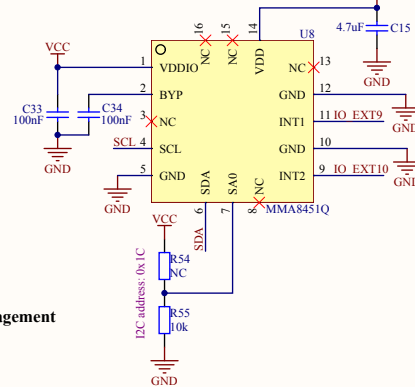 4.7uF
C15
GND
U8
16
15
14
NC
NC
VDD
VCC
1
VDDIO
NC
13
2
BYP
GND
12
GND
C33
100nF
C34
100nF
3
NC
INT1
11
IO_EXT9
SCL
4
SCL
GND
10
GND
GND
5
GND
INT2
9
IO_EXT10
GND
SDA
SA0
NC
6
7
8
MMA8451Q
SDA
VCC
R54
NC
I2C address: 0x1C
R55
10k
agement
GND